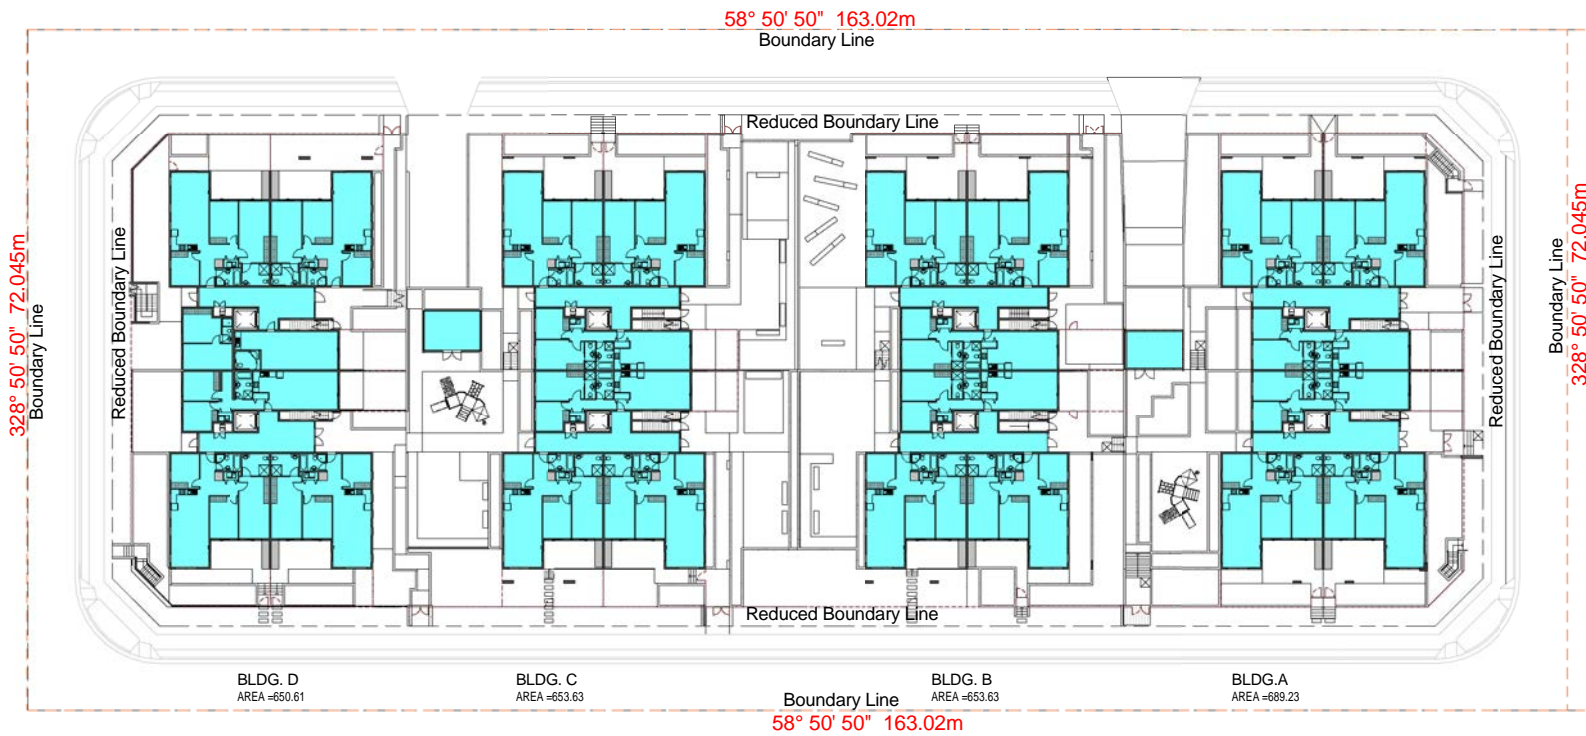 58° 50' 50"  163.02m
Boundary Line
Reduced Boundary Line
328° 50' 50"  72.045m
Boundary Line
Reduced Boundary Line
Reduced Boundary Line
Boundary Line
328° 50' 50"  72.045m
Reduced Boundary Line
BLDG. D
AREA =650.61
BLDG. C
AREA =653.63
BLDG. B
AREA =653.63
BLDG.A
AREA =689.23
Boundary Line
58° 50' 50"  163.02m